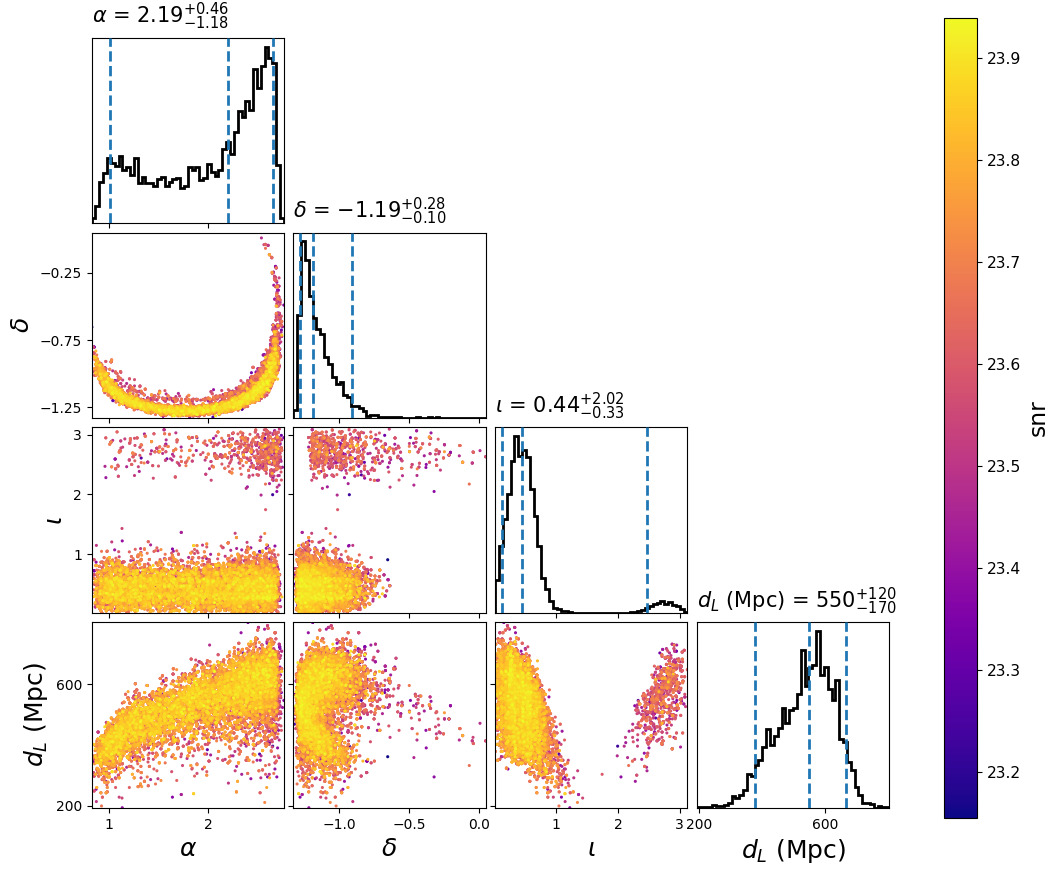 α = 2.19 +0.46 −1.18
δ = −1.19 +0.28 −0.10
ι = 0.44 +2.02 −0.33
d_L (Mpc) = 550 +120 −170
δ
−0.25
−0.75
−1.25
ι
3
2
1
d_L (Mpc)
600
200
1 2
α
−1.0 −0.5 0.0
δ
1 2 3
ι
200 600
d_L (Mpc)
23.9
23.8
23.7
23.6
23.5
23.4
23.3
23.2
snr